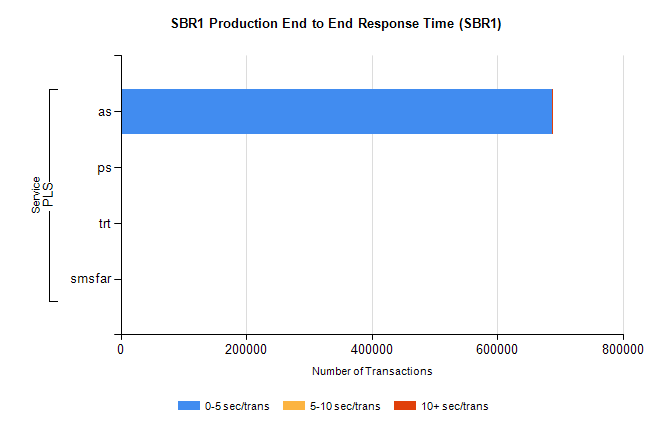 SBR1 Production End to End Response Time (SBR1)
Service
PLS
as
ps
trt
smsfar
0 200000 400000 600000 800000
Number of Transactions
0-5 sec/trans 5-10 sec/trans 10+ sec/trans